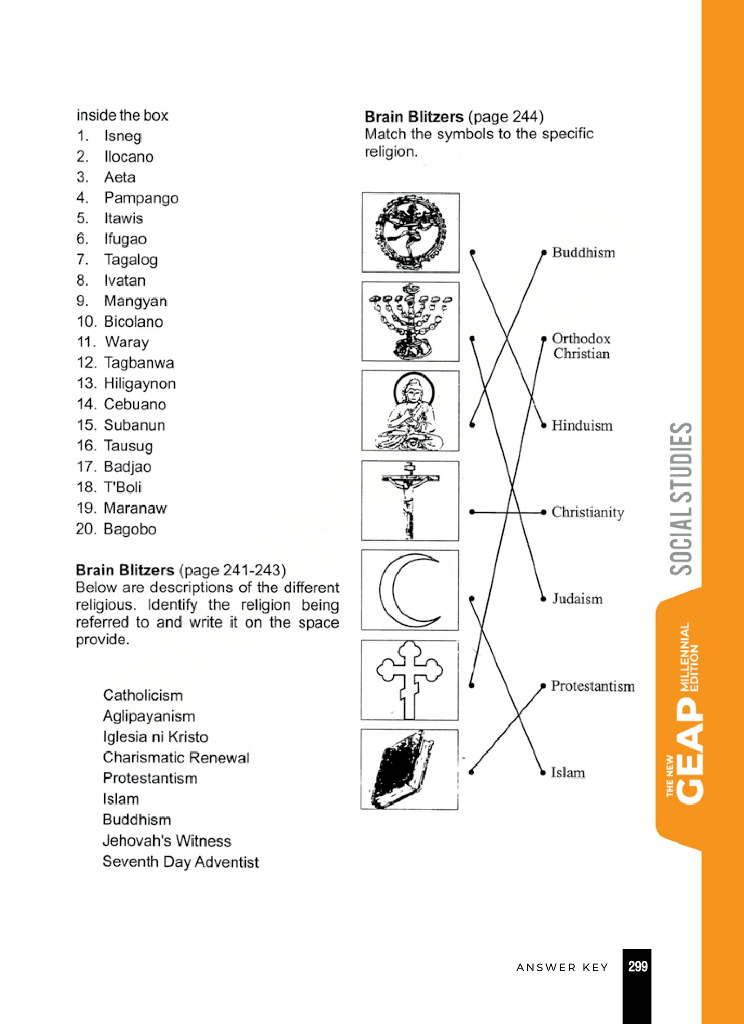 inside the box
1. Isneg
2. Ilocano
3. Aeta
4. Pampango
5. Itawis
6. Ifugao
7. Tagalog
8. Ivatan
9. Mangyan
10. Bicolano
11. Waray
12. Tagbanwa
13. Hiligaynon
14. Cebuano
15. Subanun
16. Tausug
17. Badjao
18. T'Boli
19. Maranaw
20. Bagobo
Brain Blitzers (page 241-243)
Below are descriptions of the different
religious. Identify the religion being
referred to and write it on the space
provide.
Catholicism
Aglipayanism
Iglesia ni Kristo
Charismatic Renewal
Protestantism
Islam
Buddhism
Jehovah's Witness
Seventh Day Adventist
Brain Blitzers (page 244)
Match the symbols to the specific
religion.
Buddhism
Orthodox
Christian
Hinduism
Christianity
Judaism
Protestantism
Islam
SOCIAL STUDIES
THE NEW
GEAP
MILLENNIAL
EDITION
ANSWER KEY 299